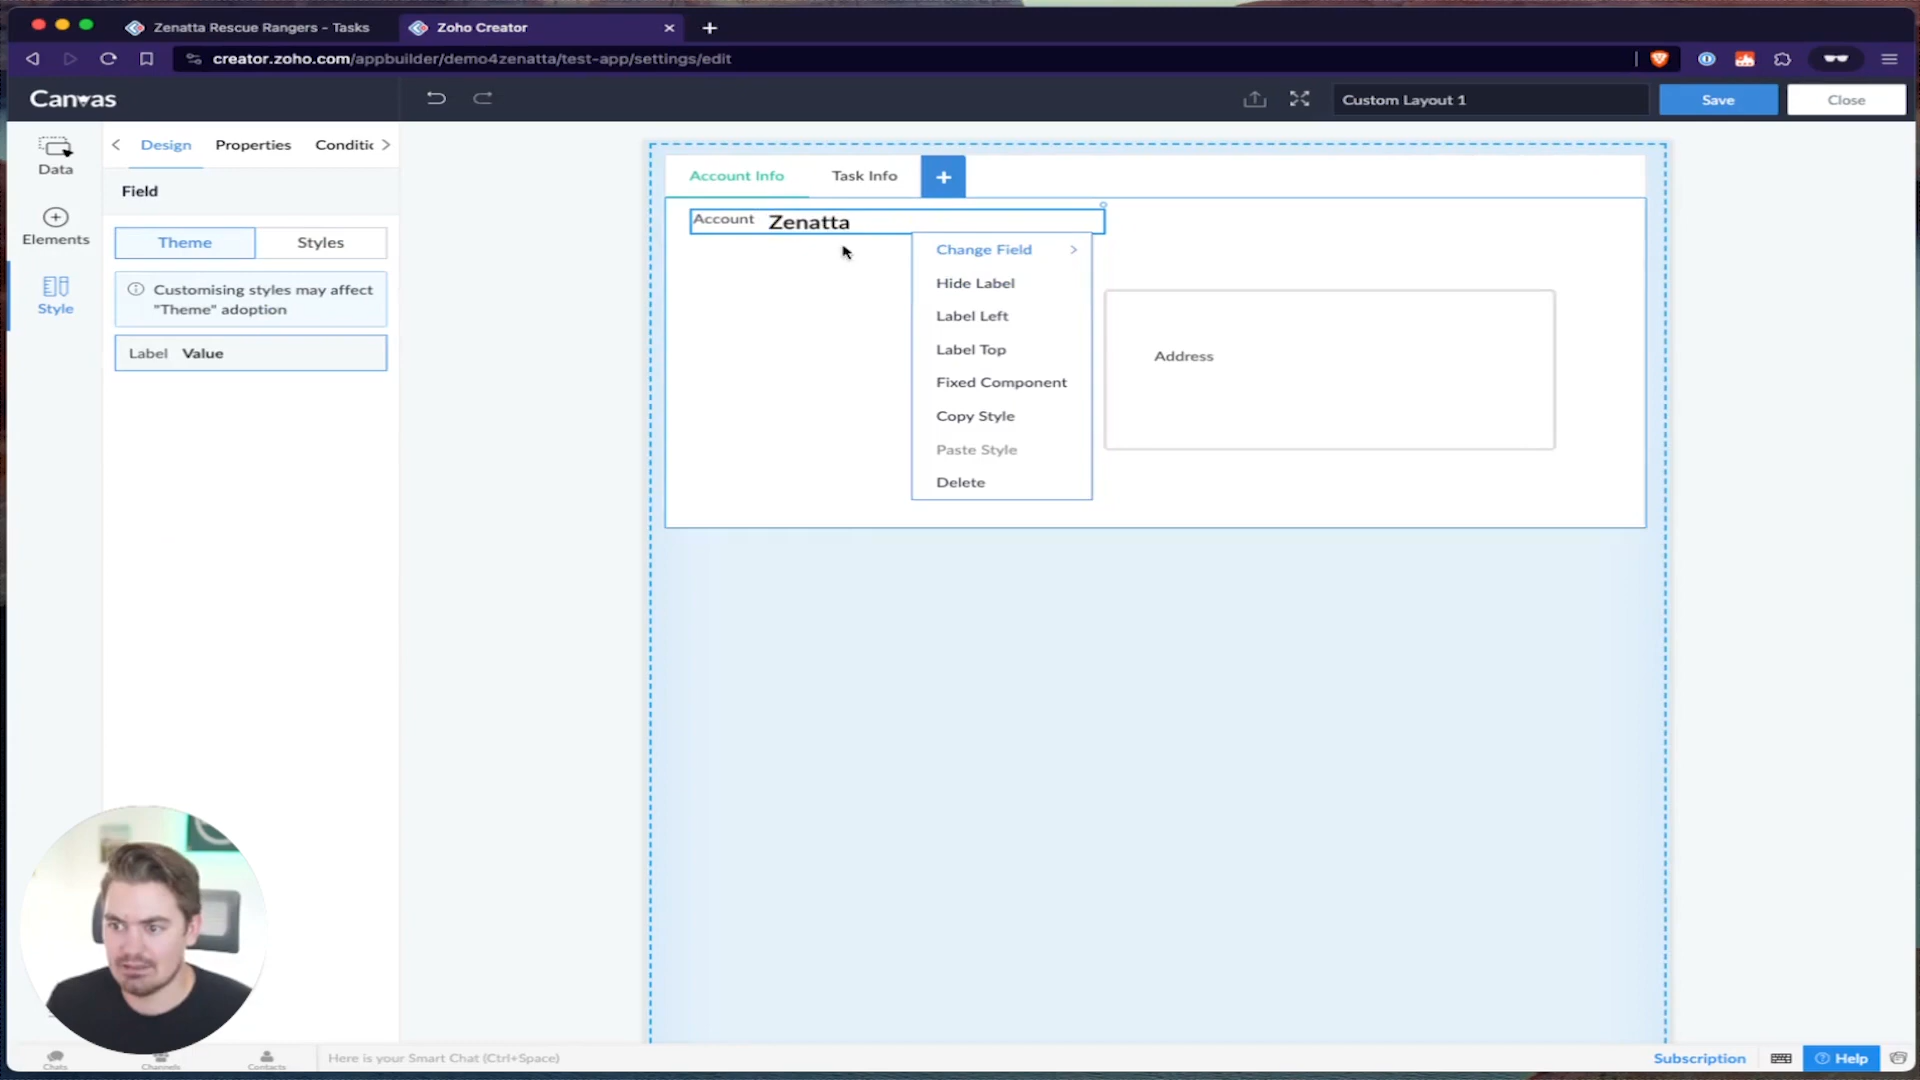 Zenatta Rescue Rangers - Tasks
Zoho Creator
creator.zoho.com/appbuilder/demo4zenatta/test-app/settings/edit
Canvas
Custom Layout 1
Save
Close
Data
Elements
Style
Design
Properties
Conditic
Field
Theme
Styles
Customising styles may affect
"Theme" adoption
Label Value
Account Info
Task Info
Account Zenatta
Change Field
Hide Label
Label Left
Label Top
Fixed Component
Copy Style
Paste Style
Delete
Address
Chats
Channels
Contacts
Here is your Smart Chat (Ctrl+Space)
Subscription
Help